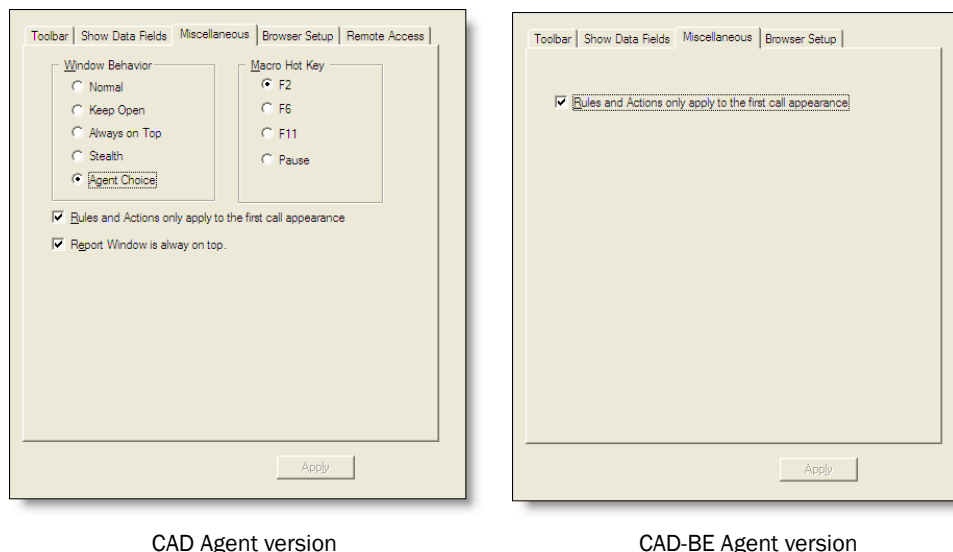 Toolbar Show Data Fields Miscellaneous Browser Setup Remote Access
Window Behavior
Normal
Keep Open
Always on Top
Stealth
Agent Choice
Macro Hot Key
F2
F6
F11
Pause
Rules and Actions only apply to the first call appearance
Report Window is alway on top.
Apply
CAD Agent version
Toolbar Show Data Fields Miscellaneous Browser Setup
Rules and Actions only apply to the first call appearance
Apply
CAD-BE Agent version